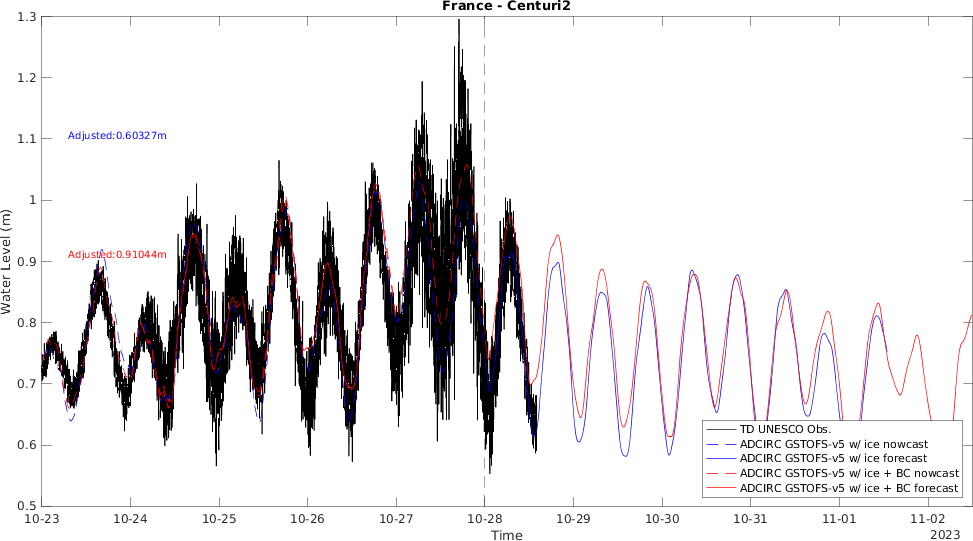 France - Centuri2
1.3
1.2
1.1
1
0.9
0.8
0.7
0.6
0.5
Water Level (m)
Adjusted:0.60327m
Adjusted:0.91044m
TD UNESCO Obs.
ADCIRC GSTOFS-v5 w/ ice nowcast
ADCIRC GSTOFS-v5 w/ ice forecast
ADCIRC GSTOFS-v5 w/ ice + BC nowcast
ADCIRC GSTOFS-v5 w/ ice + BC forecast
10-23 10-24 10-25 10-26 10-27 10-28 10-29 10-30 10-31 11-01 11-02
Time
2023